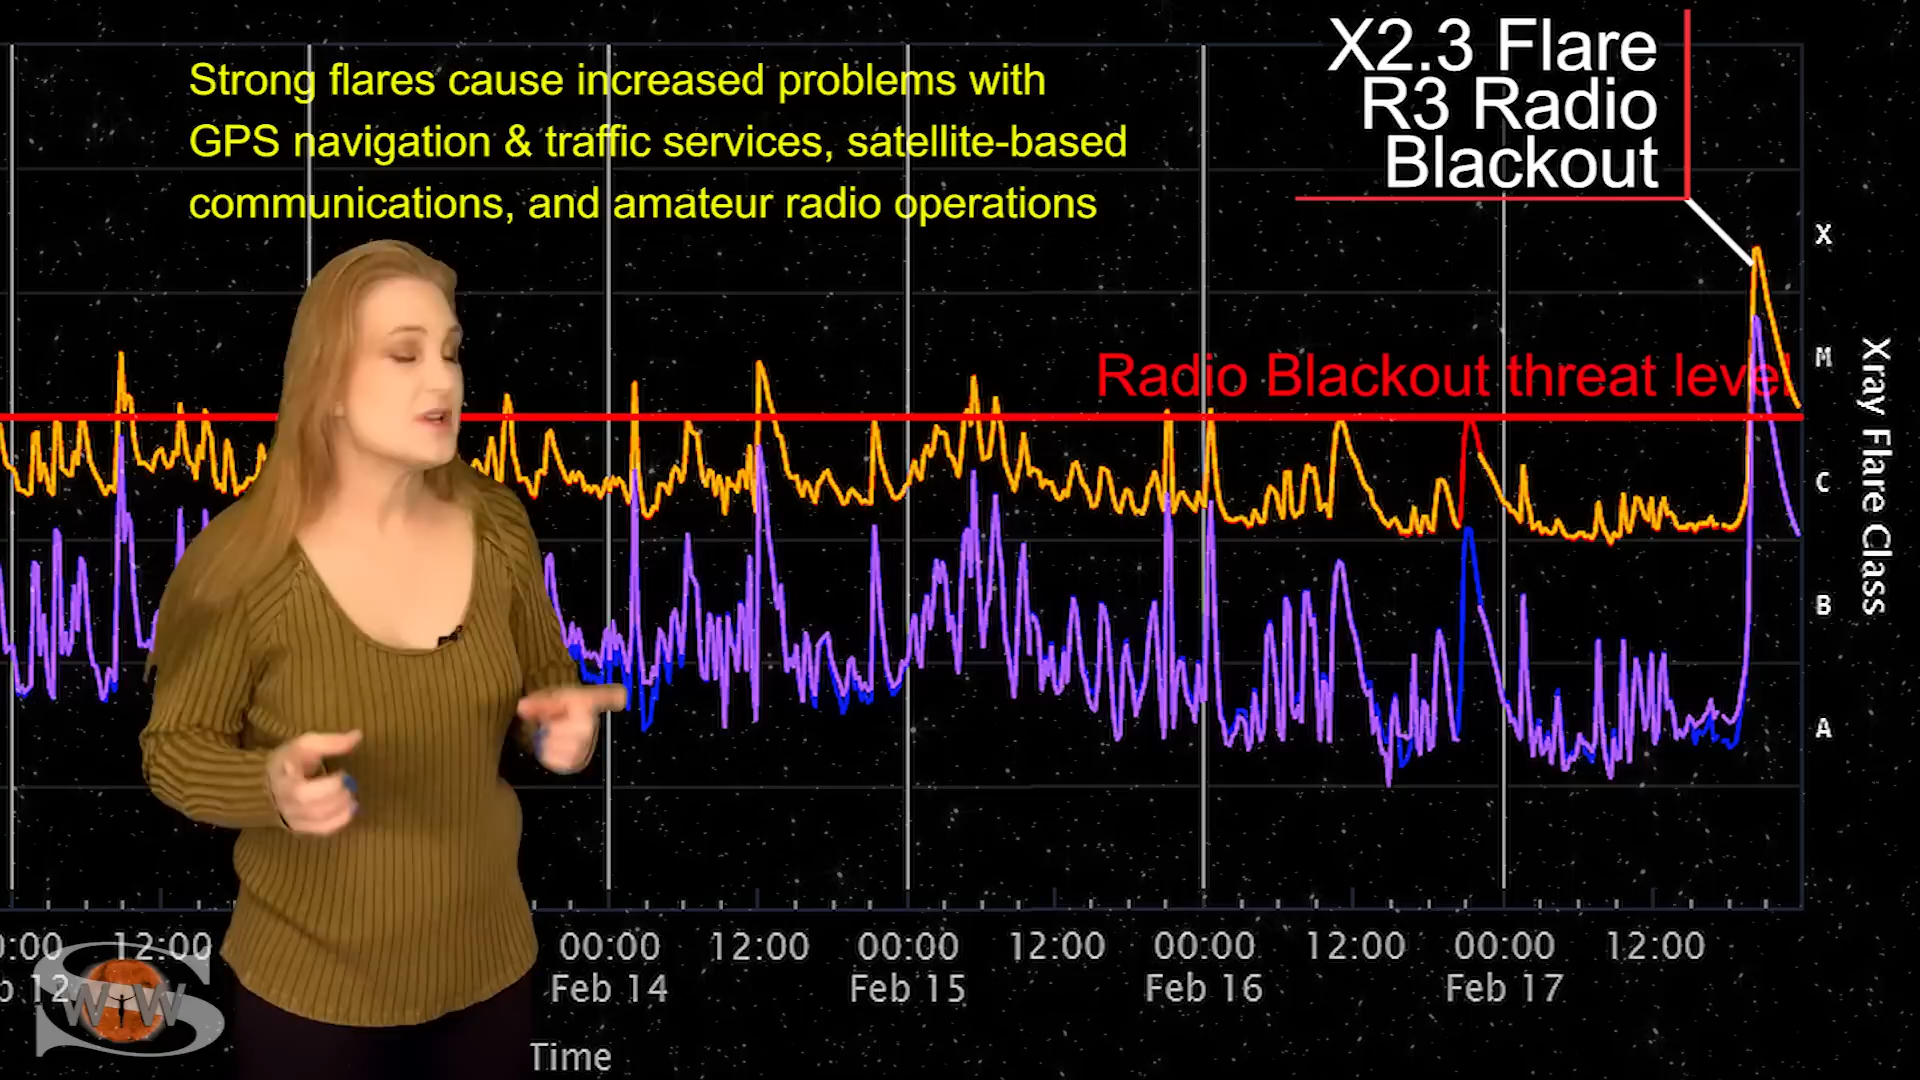 X2.3 Flare
R3 Radio
Blackout
Strong flares cause increased problems with
GPS navigation & traffic services, satellite-based
communications, and amateur radio operations
Radio Blackout threat level
X
M
C
B
A
Xray Flare Class
:00 12:00 00:00 12:00 00:00 12:00 00:00 12:00 00:00 12:00
12 Feb 14 Feb 15 Feb 16 Feb 17
Time
S
WW